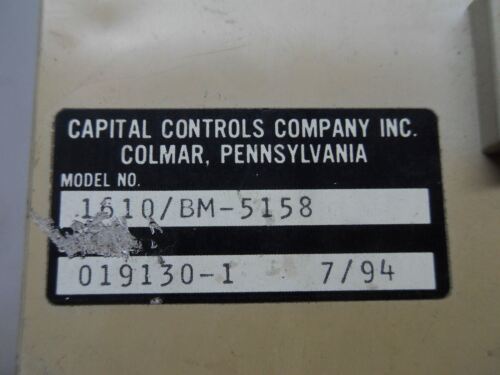 CAPITAL CONTROLS COMPANY INC.
COLMAR, PENNSYLVANIA
MODEL NO.
1610/BM-5158
019130-1 7/94